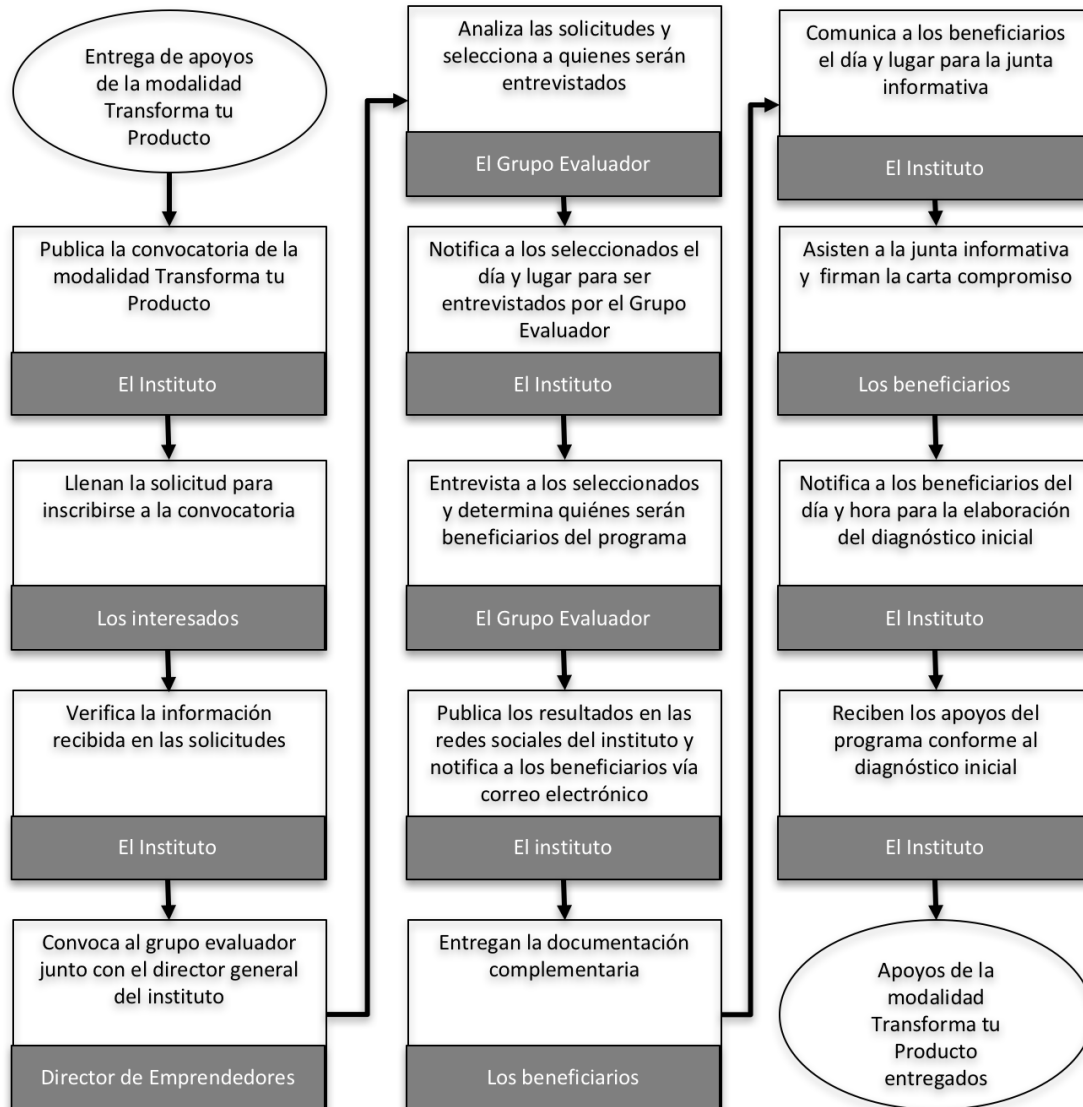 Entrega de apoyos
de la modalidad
Transforma tu
Producto
Publica la convocatoria de la
modalidad Transforma tu
Producto
El Instituto
Llenan la solicitud para
inscribirse a la convocatoria
Los interesados
Verifica la información
recibida en las solicitudes
El Instituto
Convoca al grupo evaluador
junto con el director general
del instituto
Director de Emprendedores
Analiza las solicitudes y
selecciona a quienes serán
entrevistados
El Grupo Evaluador
Notifica a los seleccionados el
día y lugar para ser
entrevistados por el Grupo
Evaluador
El Instituto
Entrevista a los seleccionados
y determina quiénes serán
beneficiarios del programa
El Grupo Evaluador
Publica los resultados en las
redes sociales del instituto y
notifica a los beneficiarios vía
correo electrónico
El instituto
Entregan la documentación
complementaria
Los beneficiarios
Comunica a los beneficiarios
el día y lugar para la junta
informativa
El Instituto
Asisten a la junta informativa
y firman la carta compromiso
Los beneficiarios
Notifica a los beneficiarios del
día y hora para la elaboración
del diagnóstico inicial
El Instituto
Reciben los apoyos del
programa conforme al
diagnóstico inicial
El Instituto
Apoyos de la
modalidad
Transforma tu
Producto
entregados